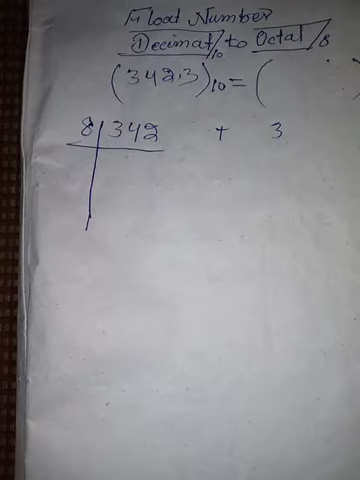 Float Number
① Decimal/10 to Octal/8
(342.3)10 = ( . )
8 | 342 + 3